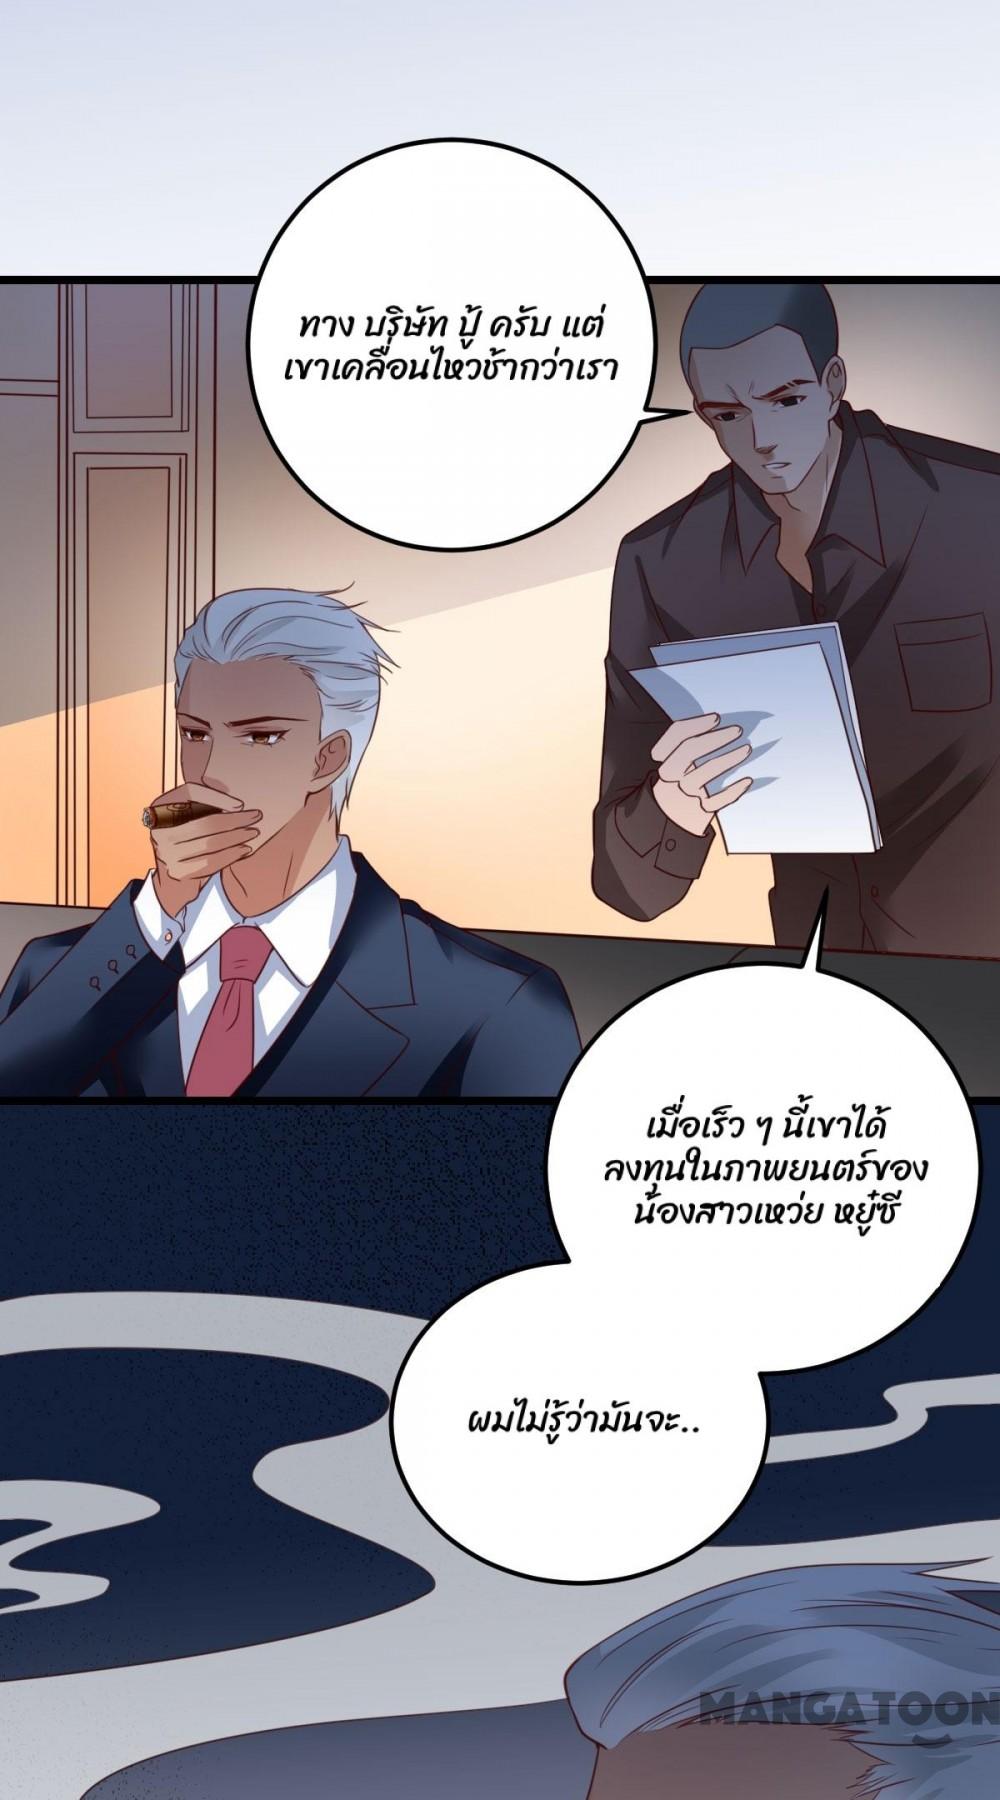 ทาง บริษัท ปู้ ครับ แต่
เขาเคลื่อนไหวช้ากว่าเรา
เมื่อเร็ว ๆ นี้เขาได้
ลงทุนในภาพยนตร์ของ
น้องสาวเหว่ย หยู๋ซี
ผมไม่รู้ว่ามันจะ..
MANGATOON